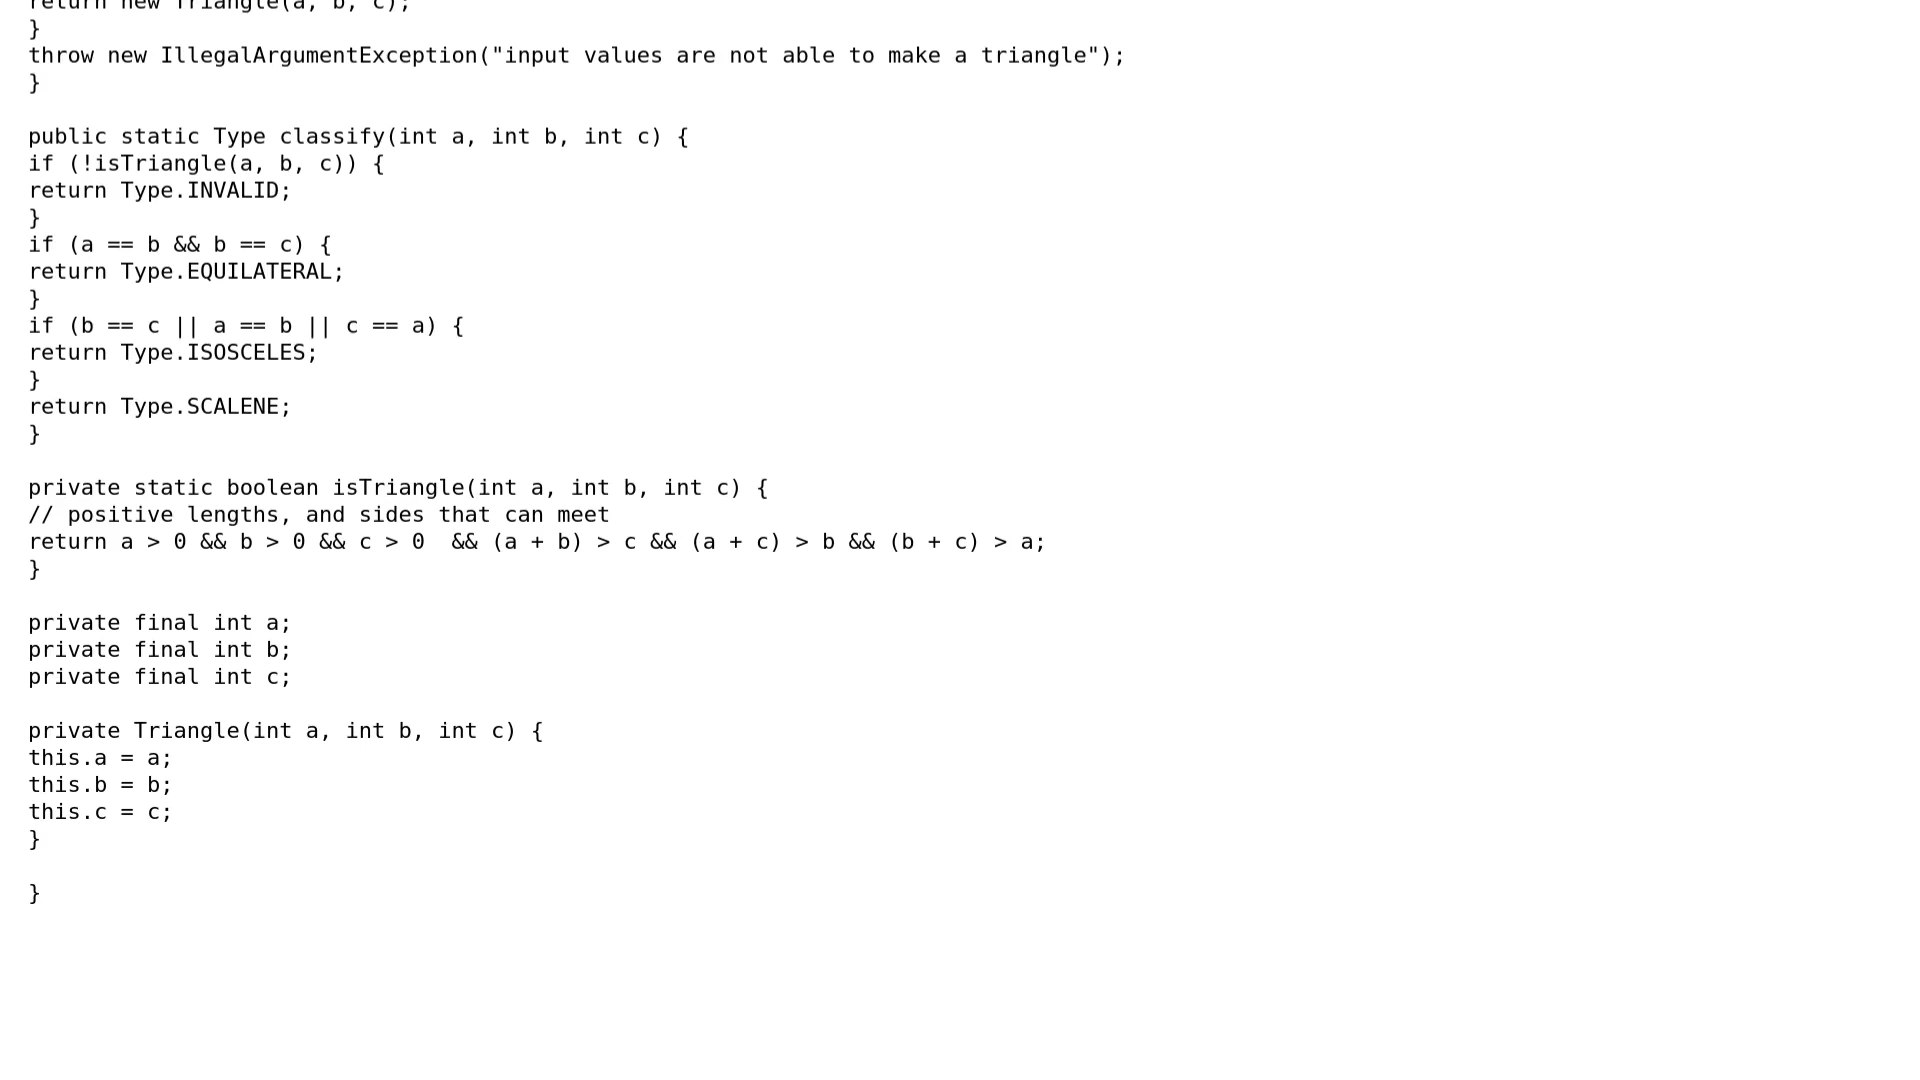 return new Triangle(a, b, c);
}
throw new IllegalArgumentException("input values are not able to make a triangle");
}

public static Type classify(int a, int b, int c) {
if (!isTriangle(a, b, c)) {
return Type.INVALID;
}
if (a == b && b == c) {
return Type.EQUILATERAL;
}
if (b == c || a == b || c == a) {
return Type.ISOSCELES;
}
return Type.SCALENE;
}

private static boolean isTriangle(int a, int b, int c) {
// positive lengths, and sides that can meet
return a > 0 && b > 0 && c > 0  && (a + b) > c && (a + c) > b && (b + c) > a;
}

private final int a;
private final int b;
private final int c;

private Triangle(int a, int b, int c) {
this.a = a;
this.b = b;
this.c = c;
}

}